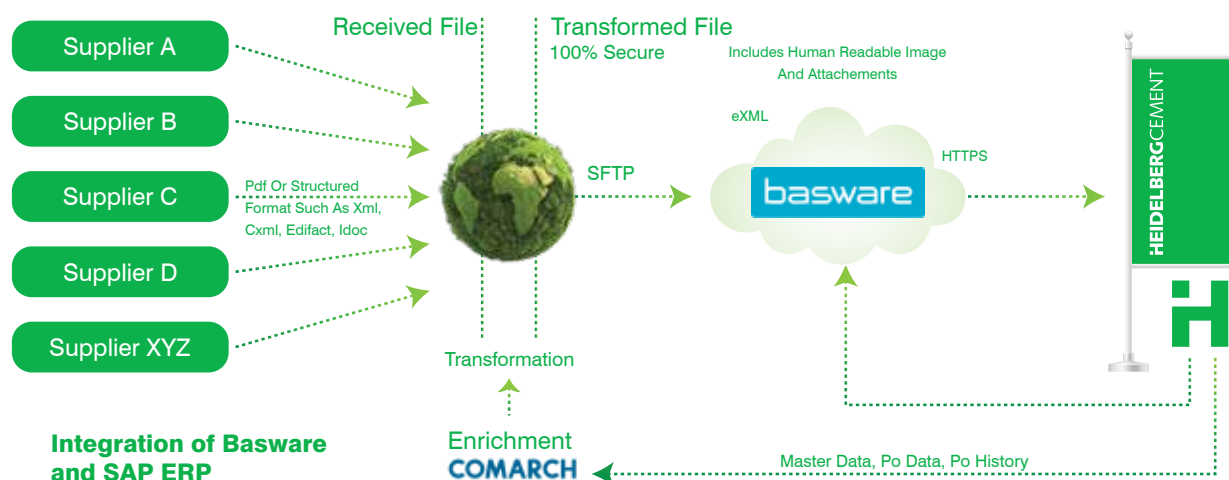 Received File
Transformed File
100% Secure
Supplier A
Supplier B
Supplier C
Supplier D
Supplier XYZ
Pdf Or Structured
Format Such As Xml,
Cxml, Edifact, Idoc
SFTP
Includes Human Readable Image
And Attachements
eXML
basware
HTTPS
HEIDELBERGCEMENT
Transformation
Enrichment
COMARCH
Master Data, Po Data, Po History
Integration of Basware
and SAP ERP